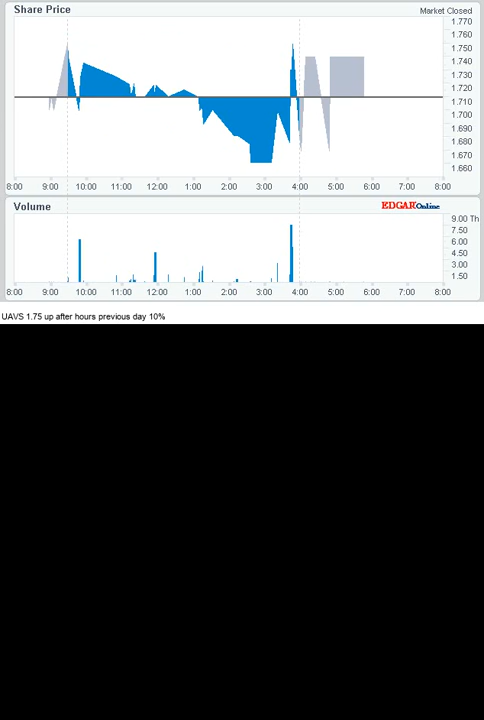 Share Price
Market Closed
1.770
1.760
1.750
1.740
1.730
1.720
1.710
1.700
1.690
1.680
1.670
1.660
8:00 9:00 10:00 11:00 12:00 1:00 2:00 3:00 4:00 5:00 6:00 7:00 8:00
Volume
EDGAR Online
9.00 Th
7.50
6.00
4.50
3.00
1.50
8:00 9:00 10:00 11:00 12:00 1:00 2:00 3:00 4:00 5:00 6:00 7:00 8:00
UAVS 1.75 up after hours previous day 10%